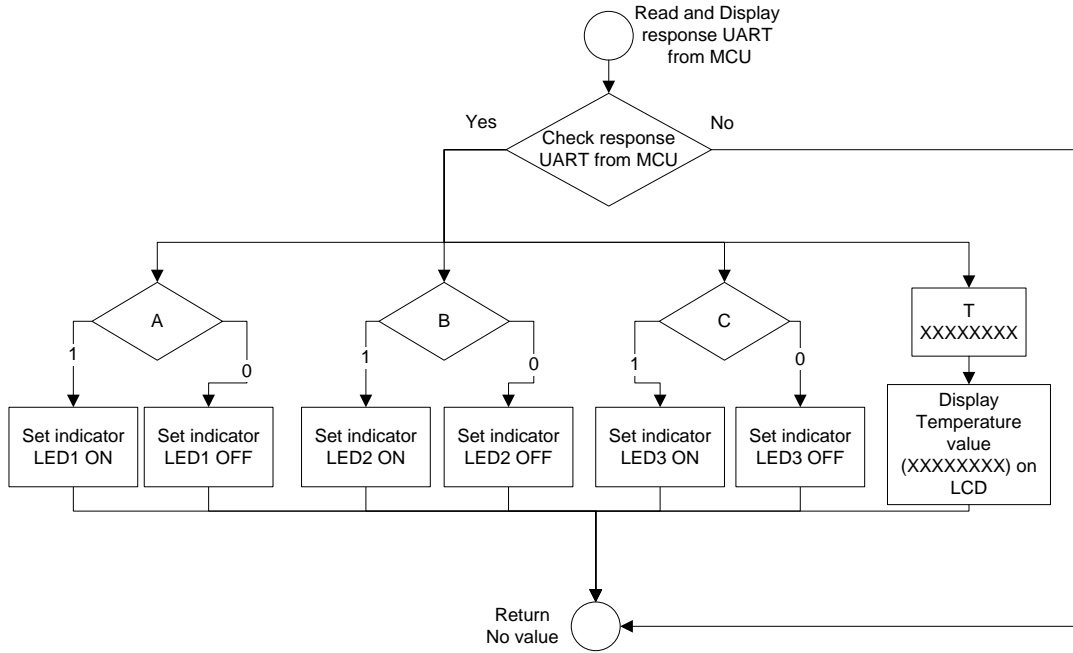 Read and Display
response UART
from MCU
Yes
No
Check response
UART from MCU
A
B
C
T
XXXXXXXX
1
0
1
0
1
0
Set indicator
LED1 ON
Set indicator
LED1 OFF
Set indicator
LED2 ON
Set indicator
LED2 OFF
Set indicator
LED3 ON
Set indicator
LED3 OFF
Display
Temperature
value
(XXXXXXXX) on
LCD
Return
No value